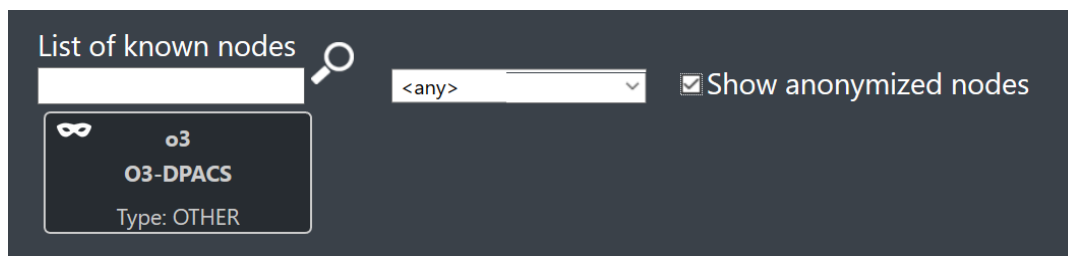 List of known nodes
<any>
Show anonymized nodes
o3
O3-DPACS
Type: OTHER